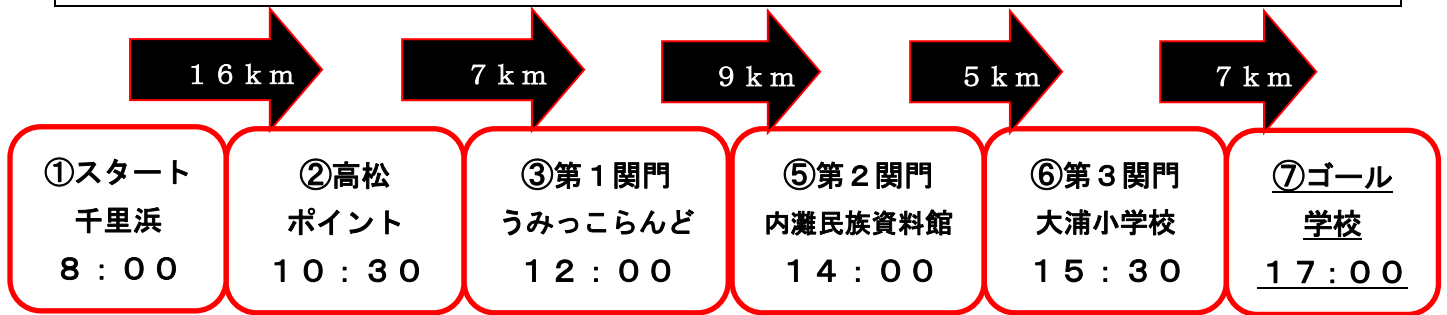 １６ｋｍ
７ｋｍ
９ｋｍ
５ｋｍ
７ｋｍ
①スタート
千里浜
８：００
②高松
ポイント
１０：３０
③第１関門
うみっこらんど
１２：００
⑤第２関門
内灘民族資料館
１４：００
⑥第３関門
大浦小学校
１５：３０
⑦ゴール
学校
１７：００